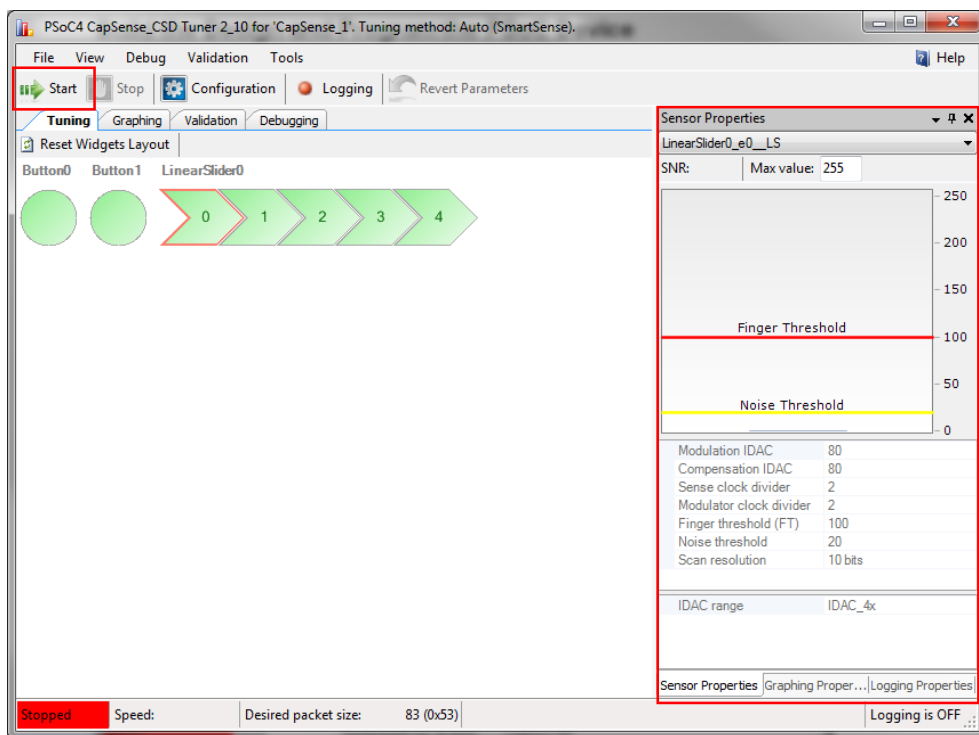 PSoC4 CapSense_CSD Tuner 2_10 for 'CapSense_1'. Tuning method: Auto (SmartSense).
File View Debug Validation Tools Help
Start Stop Configuration Logging Revert Parameters
Tuning Graphing Validation Debugging
Reset Widgets Layout
Button0 Button1 LinearSlider0
0 1 2 3 4
Sensor Properties
LinearSlider0_e0__LS
SNR: Max value: 255
250
200
150
Finger Threshold
100
50
Noise Threshold
0
Modulation IDAC 80
Compensation IDAC 80
Sense clock divider 2
Modulator clock divider 2
Finger threshold (FT) 100
Noise threshold 20
Scan resolution 10 bits
IDAC range IDAC_4x
Sensor Properties Graphing Proper... Logging Properties
Stopped Speed: Desired packet size: 83 (0x53) Logging is OFF